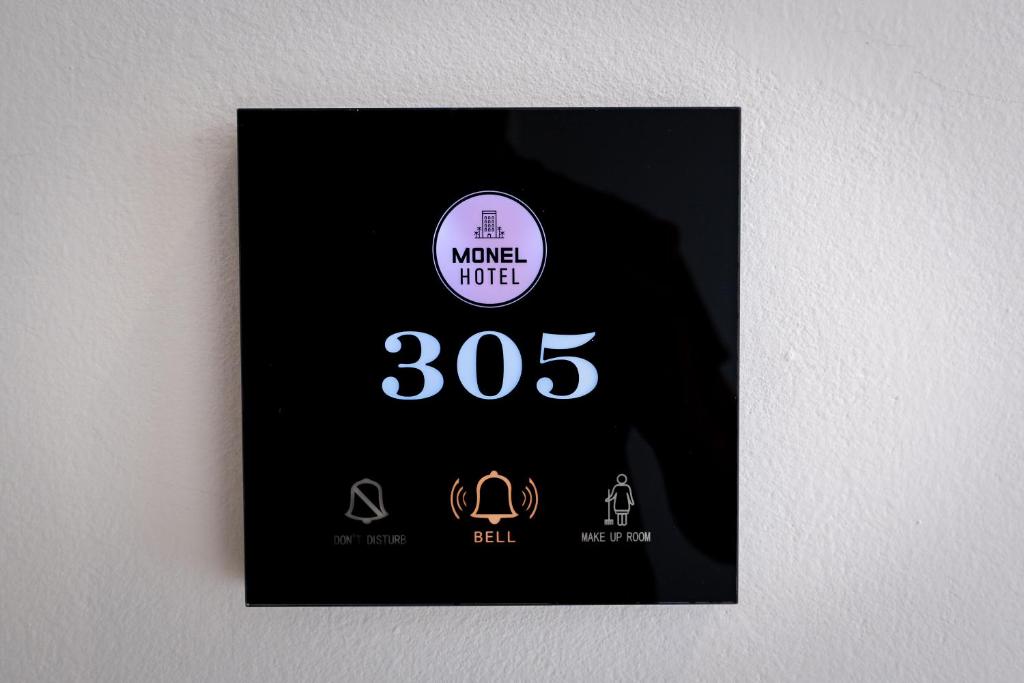 MONEL
HOTEL
305
DON'T DISTURB
BELL
MAKE UP ROOM